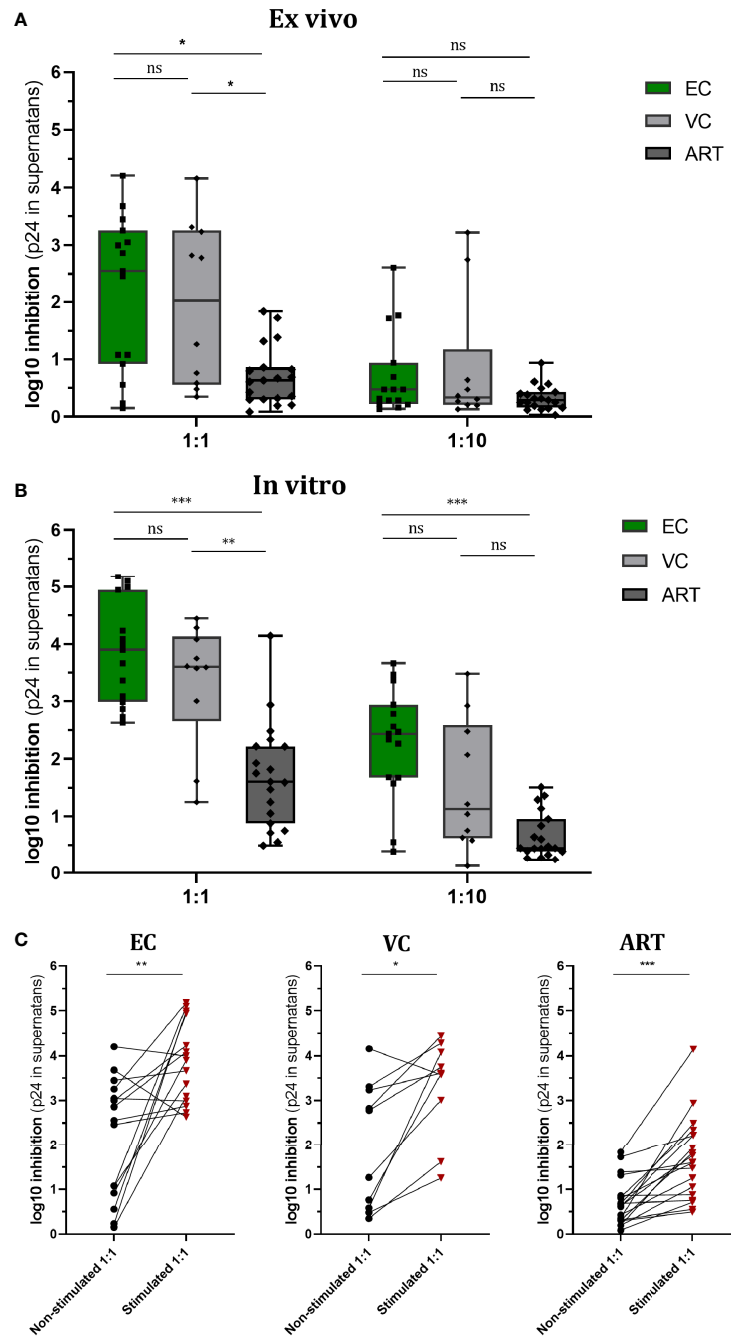 A
Ex vivo
*
ns
*
ns
ns
ns
EC
VC
ART
log10 inhibition (p24 in supernatans)
6
5
4
3
2
1
0
1:1
1:10
B
In vitro
***
ns
**
***
ns
ns
EC
VC
ART
log10 inhibition (p24 in supernatans)
6
5
4
3
2
1
0
1:1
1:10
C
EC
**
log10 inhibition (p24 in supernatans)
6
5
4
3
2
1
0
Non-stimulated 1:1
Stimulated 1:1
VC
*
log10 inhibition (p24 in supernatans)
6
5
4
3
2
1
0
Non-stimulated 1:1
Stimulated 1:1
ART
***
log10 inhibition (p24 in supernatans)
6
5
4
3
2
1
0
Non-stimulated 1:1
Stimulated 1:1